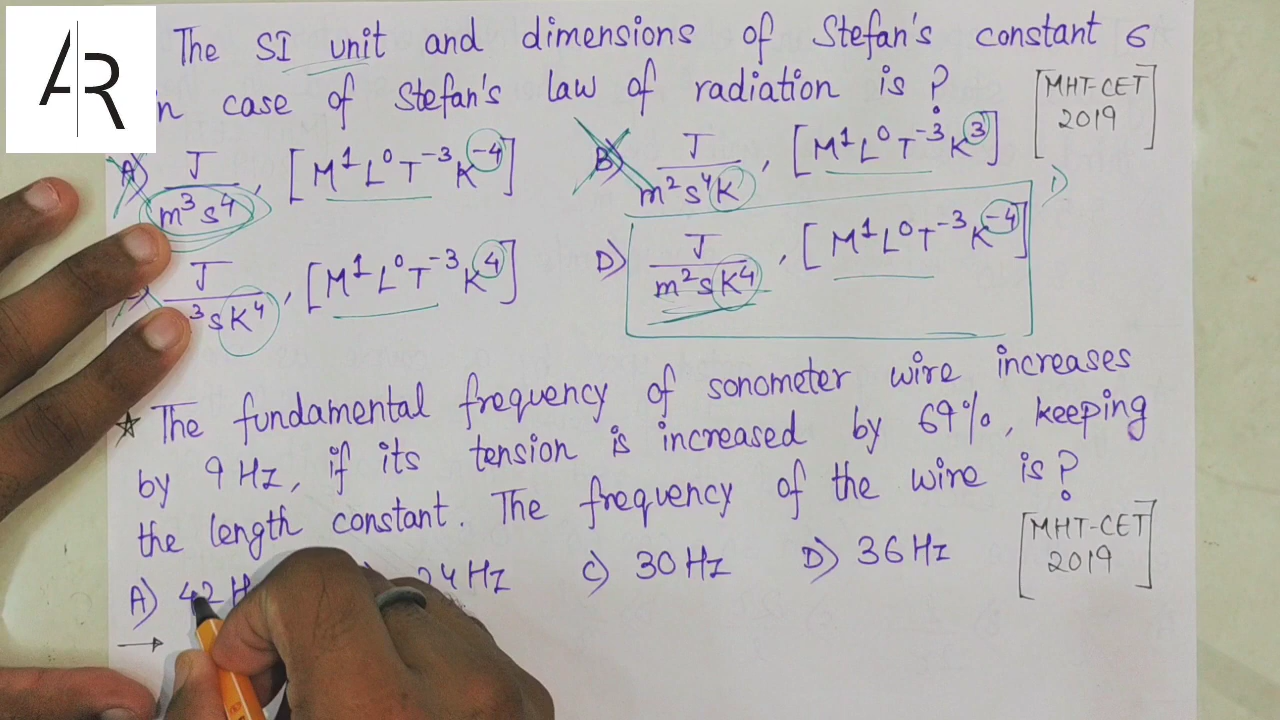 AR
The SI unit and dimensions of Stefan's constant σ
in case of Stefan's law of radiation is ?
[MHT-CET 2019]
A) J / m³s⁴, [M¹L⁰T⁻³K⁻⁴]
B) J / m²s⁴K, [M¹L⁰T⁻³K³]
J / ³sK⁴, [M¹L⁰T⁻³K⁴]
D) J / m²sK⁴, [M¹L⁰T⁻³K⁻⁴]
☆ The fundamental frequency of sonometer wire increases
by 9 Hz, if its tension is increased by 69%, keeping
the length constant. The frequency of the wire is ?
[MHT-CET 2019]
A) 42 H
24 Hz
C) 30 Hz
D) 36 Hz
→